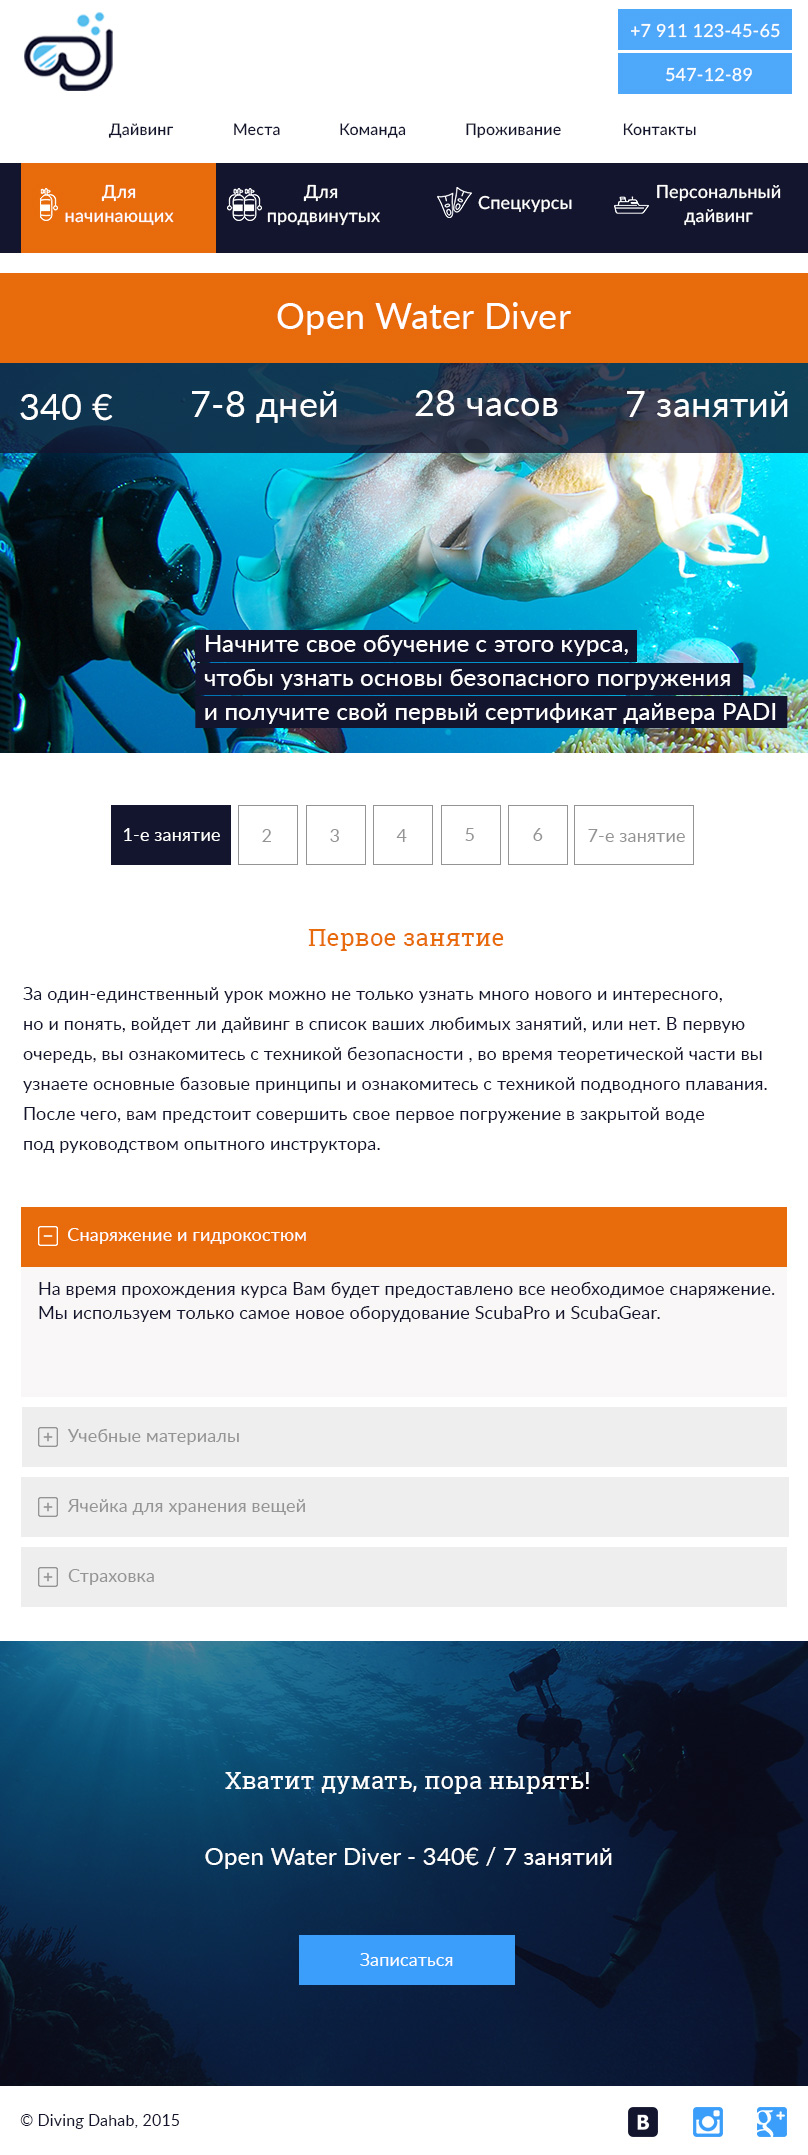 +7 911 123-45-65
547-12-89
Дайвинг Места Команда Проживание Контакты
Для
начинающих
Для
продвинутых
Спецкурсы
Персональный
дайвинг
Open Water Diver
340 € 7-8 дней 28 часов 7 занятий
Начните свое обучение с этого курса,
чтобы узнать основы безопасного погружения
и получите свой первый сертификат дайвера PADI
1-е занятие 2 3 4 5 6 7-е занятие
Первое занятие
За один-единственный урок можно не только узнать много нового и интересного,
но и понять, войдет ли дайвинг в список ваших любимых занятий, или нет. В первую
очередь, вы ознакомитесь с техникой безопасности , во время теоретической части вы
узнаете основные базовые принципы и ознакомитесь с техникой подводного плавания.
После чего, вам предстоит совершить свое первое погружение в закрытой воде
под руководством опытного инструктора.
Снаряжение и гидрокостюм
На время прохождения курса Вам будет предоставлено все необходимое снаряжение.
Мы используем только самое новое оборудование ScubaPro и ScubaGear.
Учебные материалы
Ячейка для хранения вещей
Страховка
Хватит думать, пора нырять!
Open Water Diver - 340€ / 7 занятий
Записаться
© Diving Dahab, 2015
B g+